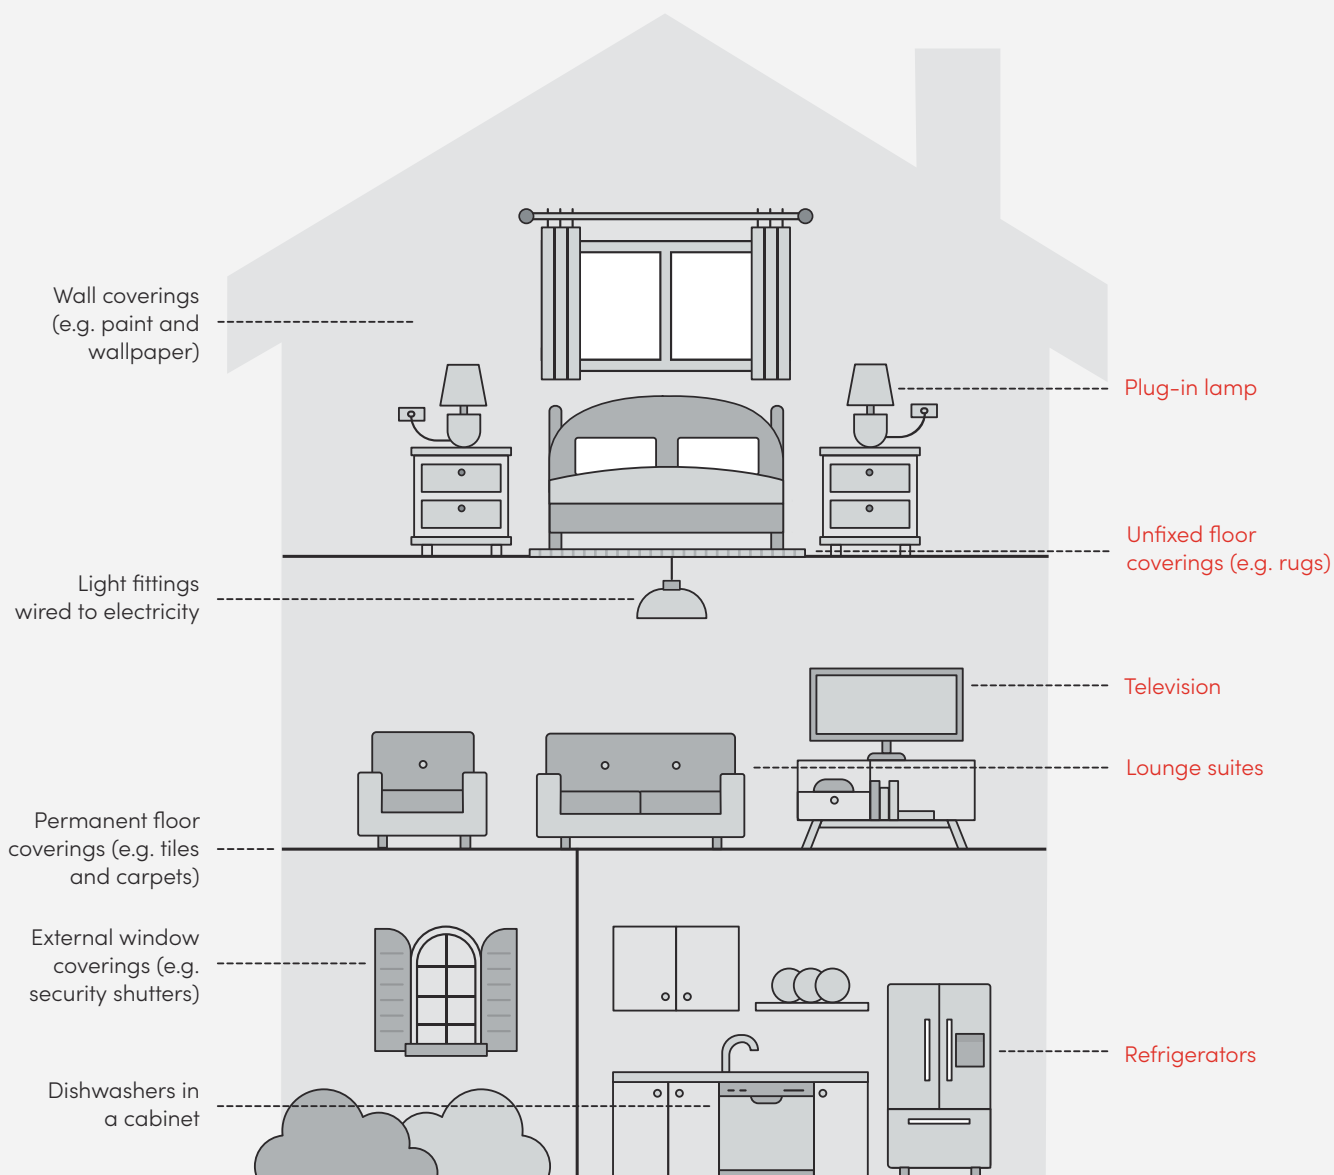 Wall coverings
(e.g. paint and
wallpaper)
Plug-in lamp
Unfixed floor
coverings (e.g. rugs)
Light fittings
wired to electricity
Television
Lounge suites
Permanent floor
coverings (e.g. tiles
and carpets)
External window
coverings (e.g.
security shutters)
Refrigerators
Dishwashers in
a cabinet